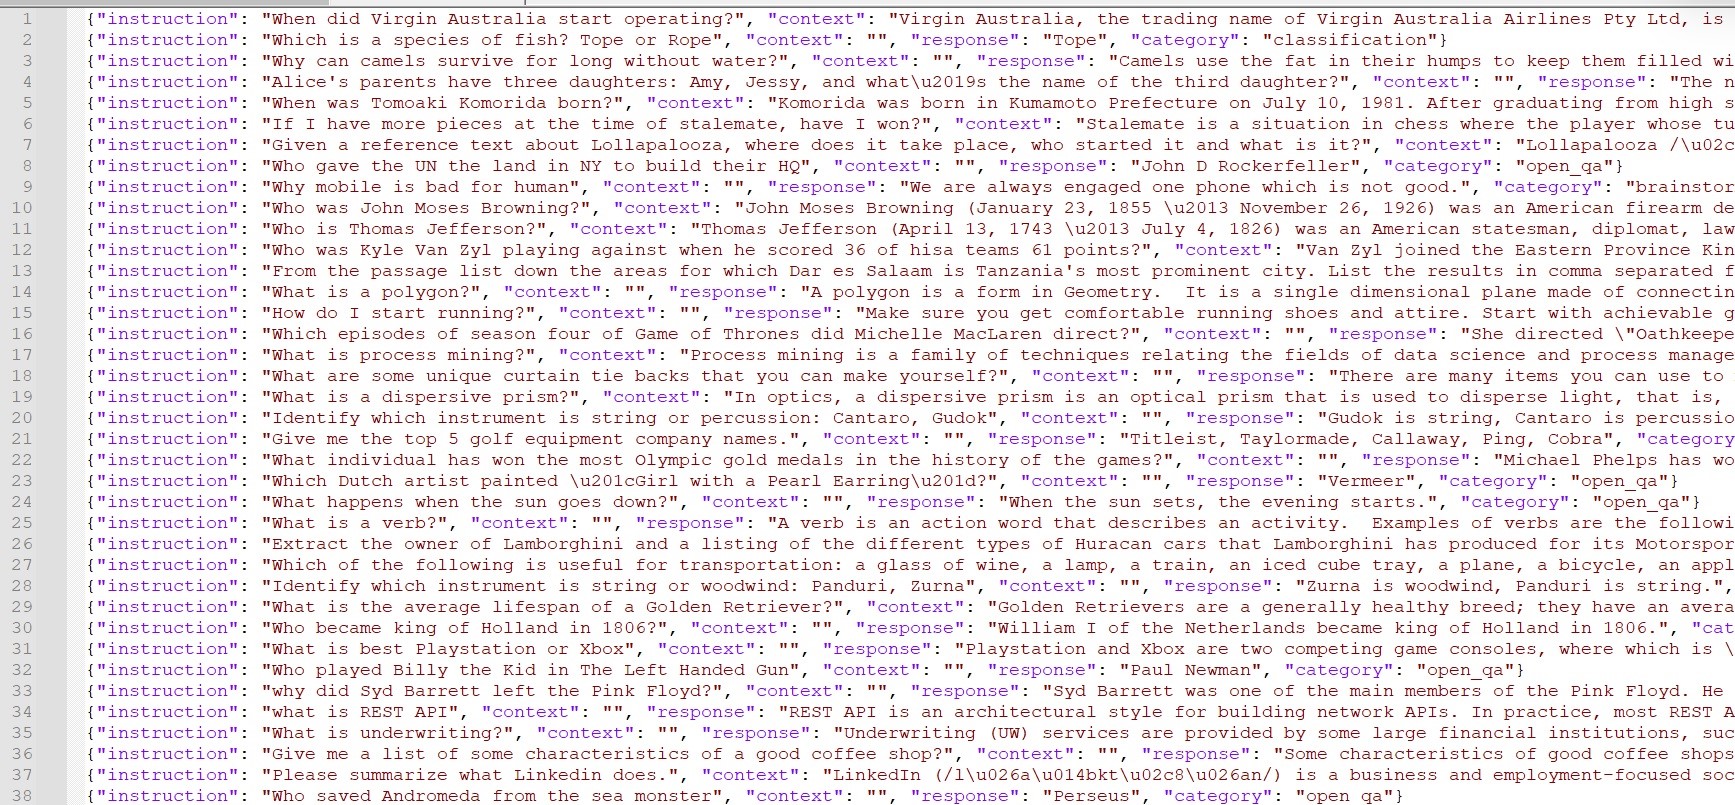 1 {"instruction": "When did Virgin Australia start operating?", "context": "Virgin Australia, the trading name of Virgin Australia Airlines Pty Ltd, is
2 {"instruction": "Which is a species of fish? Tope or Rope", "context": "", "response": "Tope", "category": "classification"}
3 {"instruction": "Why can camels survive for long without water?", "context": "", "response": "Camels use the fat in their humps to keep them filled wi
4 {"instruction": "Alice's parents have three daughters: Amy, Jessy, and what\u2019s the name of the third daughter?", "context": "", "response": "The n
5 {"instruction": "When was Tomoaki Komorida born?", "context": "Komorida was born in Kumamoto Prefecture on July 10, 1981. After graduating from high s
6 {"instruction": "If I have more pieces at the time of stalemate, have I won?", "context": "Stalemate is a situation in chess where the player whose tu
7 {"instruction": "Given a reference text about Lollapalooza, where does it take place, who started it and what is it?", "context": "Lollapalooza /\u02c
8 {"instruction": "Who gave the UN the land in NY to build their HQ", "context": "", "response": "John D Rockerfeller", "category": "open_qa"}
9 {"instruction": "Why mobile is bad for human", "context": "", "response": "We are always engaged one phone which is not good.", "category": "brainstor
10 {"instruction": "Who was John Moses Browning?", "context": "John Moses Browning (January 23, 1855 \u2013 November 26, 1926) was an American firearm de
11 {"instruction": "Who is Thomas Jefferson?", "context": "Thomas Jefferson (April 13, 1743 \u2013 July 4, 1826) was an American statesman, diplomat, law
12 {"instruction": "Who was Kyle Van Zyl playing against when he scored 36 of hisa teams 61 points?", "context": "Van Zyl joined the Eastern Province Kin
13 {"instruction": "From the passage list down the areas for which Dar es Salaam is Tanzania's most prominent city. List the results in comma separated f
14 {"instruction": "What is a polygon?", "context": "", "response": "A polygon is a form in Geometry.  It is a single dimensional plane made of connectin
15 {"instruction": "How do I start running?", "context": "", "response": "Make sure you get comfortable running shoes and attire. Start with achievable g
16 {"instruction": "Which episodes of season four of Game of Thrones did Michelle MacLaren direct?", "context": "", "response": "She directed \"Oathkeepe
17 {"instruction": "What is process mining?", "context": "Process mining is a family of techniques relating the fields of data science and process manage
18 {"instruction": "What are some unique curtain tie backs that you can make yourself?", "context": "", "response": "There are many items you can use to
19 {"instruction": "What is a dispersive prism?", "context": "In optics, a dispersive prism is an optical prism that is used to disperse light, that is,
20 {"instruction": "Identify which instrument is string or percussion: Cantaro, Gudok", "context": "", "response": "Gudok is string, Cantaro is percussio
21 {"instruction": "Give me the top 5 golf equipment company names.", "context": "", "response": "Titleist, Taylormade, Callaway, Ping, Cobra", "category
22 {"instruction": "What individual has won the most Olympic gold medals in the history of the games?", "context": "", "response": "Michael Phelps has wo
23 {"instruction": "Which Dutch artist painted \u201cGirl with a Pearl Earring\u201d?", "context": "", "response": "Vermeer", "category": "open_qa"}
24 {"instruction": "What happens when the sun goes down?", "context": "", "response": "When the sun sets, the evening starts.", "category": "open_qa"}
25 {"instruction": "What is a verb?", "context": "", "response": "A verb is an action word that describes an activity.  Examples of verbs are the followi
26 {"instruction": "Extract the owner of Lamborghini and a listing of the different types of Huracan cars that Lamborghini has produced for its Motorspor
27 {"instruction": "Which of the following is useful for transportation: a glass of wine, a lamp, a train, an iced cube tray, a plane, a bicycle, an appl
28 {"instruction": "Identify which instrument is string or woodwind: Panduri, Zurna", "context": "", "response": "Zurna is woodwind, Panduri is string.",
29 {"instruction": "What is the average lifespan of a Golden Retriever?", "context": "Golden Retrievers are a generally healthy breed; they have an avera
30 {"instruction": "Who became king of Holland in 1806?", "context": "", "response": "William I of the Netherlands became king of Holland in 1806.", "cat
31 {"instruction": "What is best Playstation or Xbox", "context": "", "response": "Playstation and Xbox are two competing game consoles, where which is \
32 {"instruction": "Who played Billy the Kid in The Left Handed Gun", "context": "", "response": "Paul Newman", "category": "open_qa"}
33 {"instruction": "why did Syd Barrett left the Pink Floyd?", "context": "", "response": "Syd Barrett was one of the main members of the Pink Floyd. He
34 {"instruction": "what is REST API", "context": "", "response": "REST API is an architectural style for building network APIs. In practice, most REST A
35 {"instruction": "What is underwriting?", "context": "", "response": "Underwriting (UW) services are provided by some large financial institutions, suc
36 {"instruction": "Give me a list of some characteristics of a good coffee shop?", "context": "", "response": "Some characteristics of good coffee shops
37 {"instruction": "Please summarize what Linkedin does.", "context": "LinkedIn (/l\u026a\u014bkt\u02c8\u026an/) is a business and employment-focused soc
38 {"instruction": "Who saved Andromeda from the sea monster", "context": "", "response": "Perseus", "category": "open_qa"}